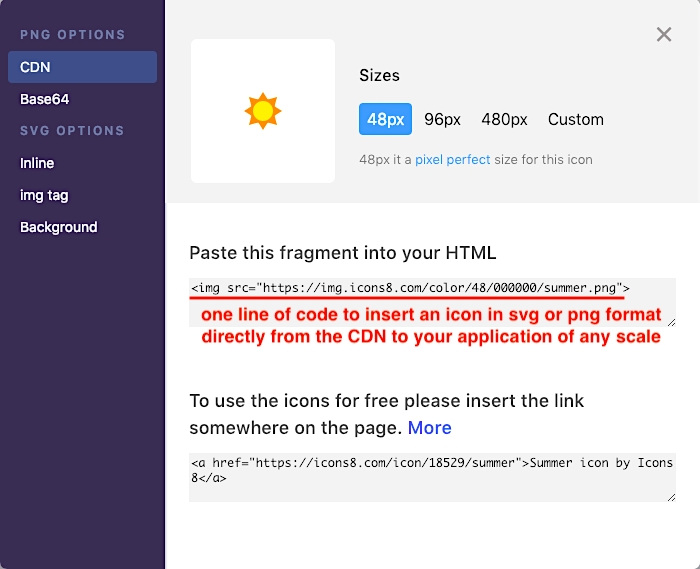 PNG OPTIONS
CDN
Base64
SVG OPTIONS
Inline
img tag
Background
Sizes
48px 96px 480px Custom
48px it a pixel perfect size for this icon
Paste this fragment into your HTML
<img src="https://img.icons8.com/color/48/000000/summer.png">
one line of code to insert an icon in svg or png format
directly from the CDN to your application of any scale
To use the icons for free please insert the link
somewhere on the page. More
<a href="https://icons8.com/icon/18529/summer">Summer icon by Icons
8</a>